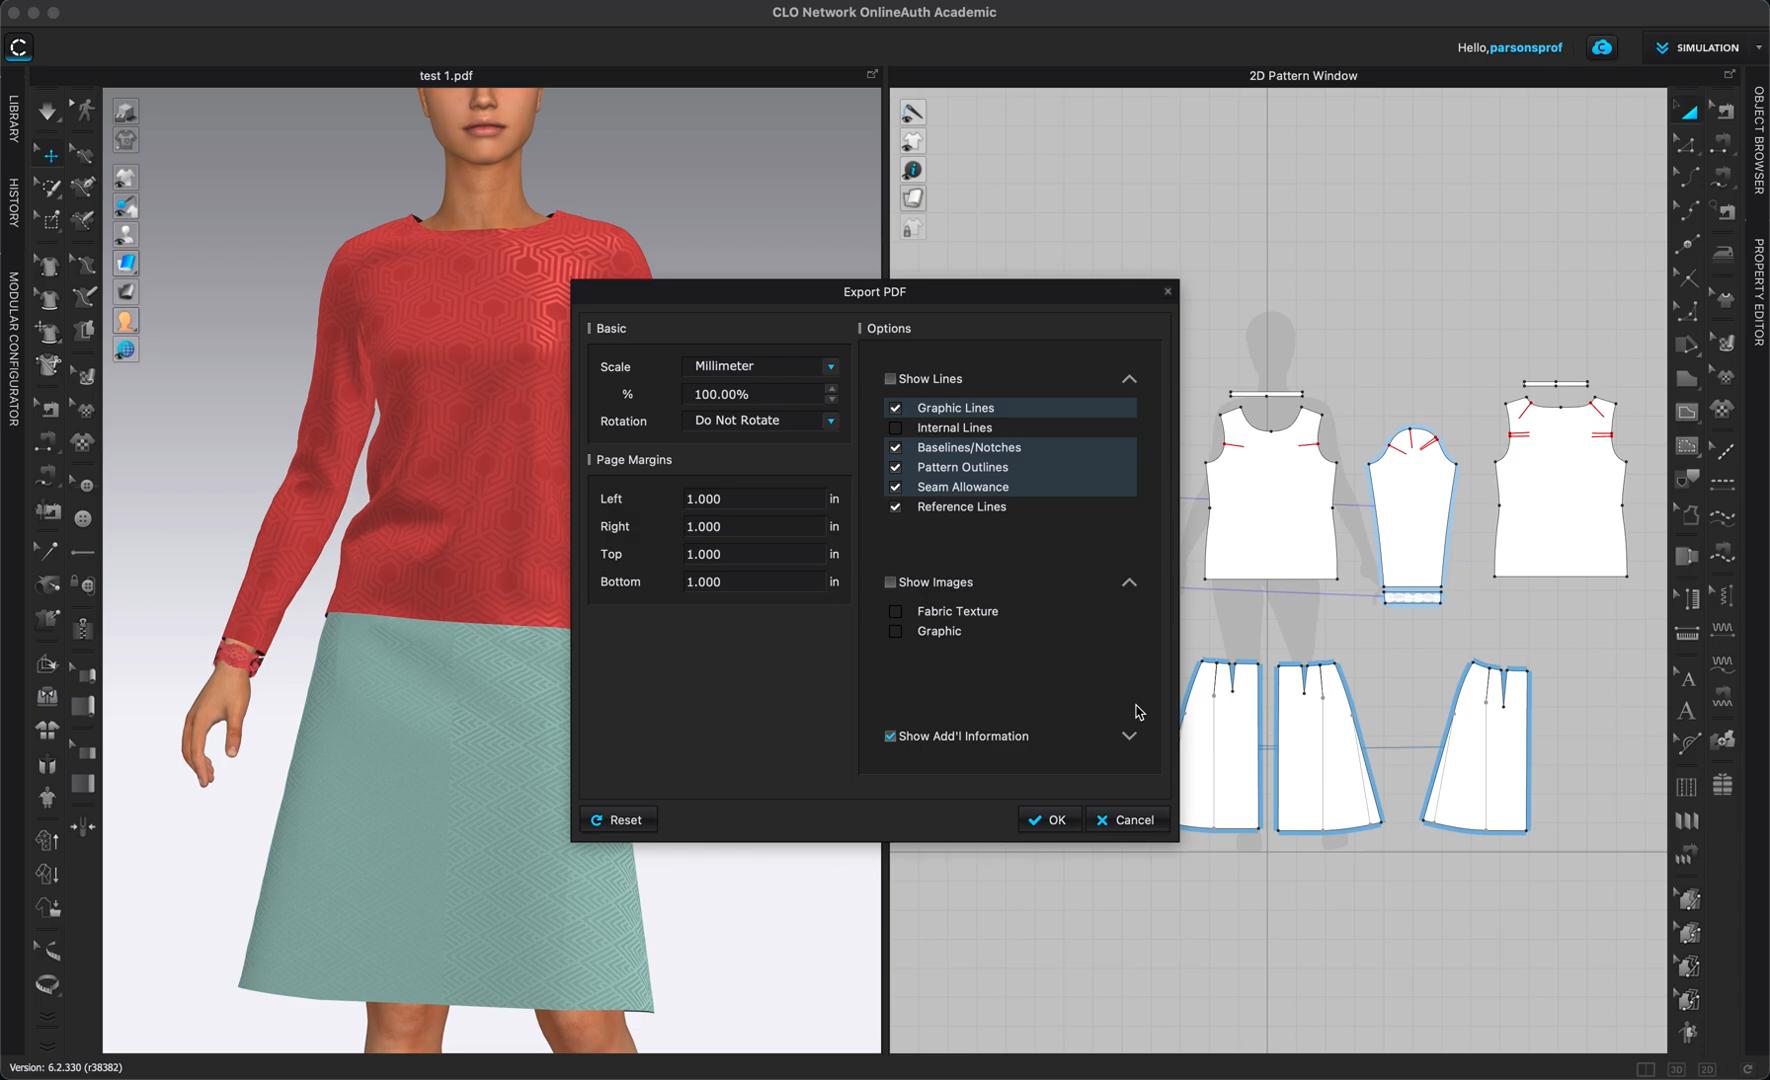 CLO Network OnlineAuth Academic
Hello, parsonsprof
SIMULATION
test 1.pdf
2D Pattern Window
LIBRARY
HISTORY
MODULAR CONFIGURATOR
OBJECT BROWSER
PROPERTY EDITOR
Export PDF
Basic
Scale
Millimeter
%
100.00%
Rotation
Do Not Rotate
Page Margins
Left 1.000 in
Right 1.000 in
Top 1.000 in
Bottom 1.000 in
Options
Show Lines
Graphic Lines
Internal Lines
Baselines/Notches
Pattern Outlines
Seam Allowance
Reference Lines
Show Images
Fabric Texture
Graphic
Show Add'l Information
Reset
OK
Cancel
A
A
Version: 6.2.330 (r38382)
3D
2D